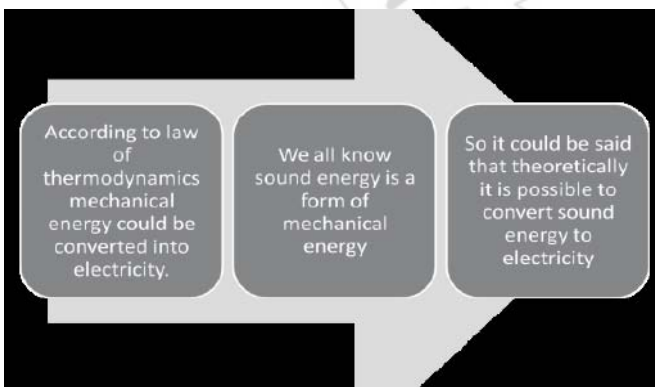 According to law
of
thermodynamics
mechanical
energy could be
converted into
electricity.
We all know
sound energy is a
form of
mechanical
energy
So it could be said
that theoretically
it is possible to
convert sound
energy to
electricity